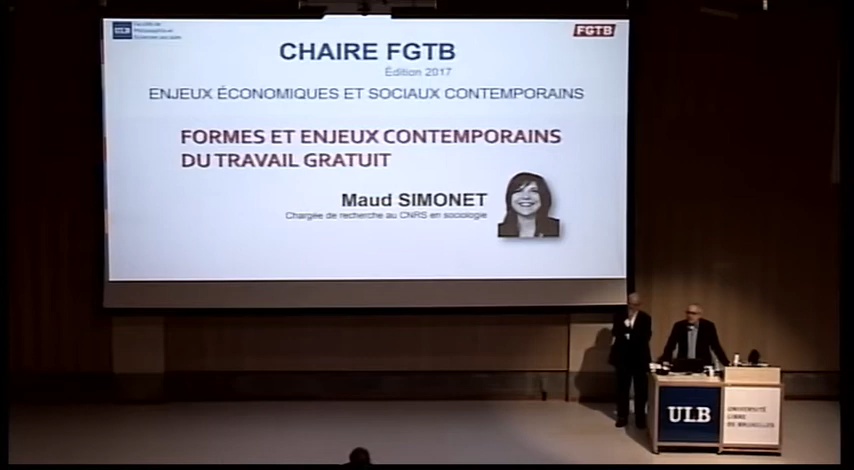 ULB
FGTB
CHAIRE FGTB
Édition 2017
ENJEUX ÉCONOMIQUES ET SOCIAUX CONTEMPORAINS
FORMES ET ENJEUX CONTEMPORAINS
DU TRAVAIL GRATUIT
Maud SIMONET
Chargée de recherche au CNRS en sociologie
ULB
UNIVERSITÉ
LIBRE
DE BRUXELLES